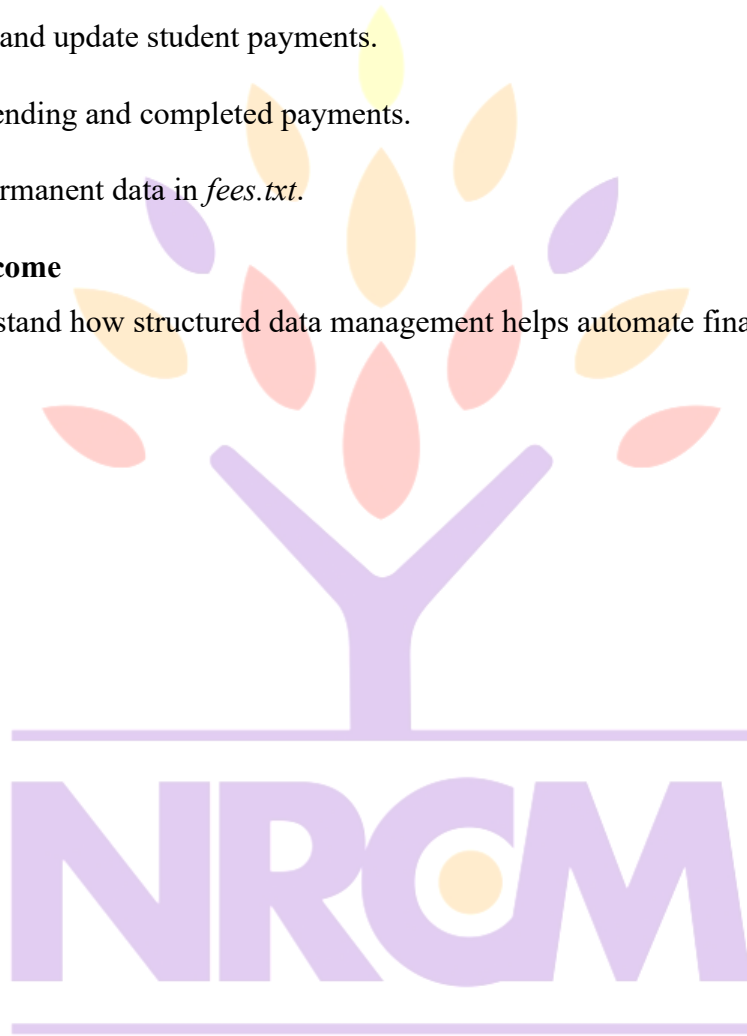 and update student payments.
ending and completed payments.
rmanent data in fees.txt.
come
stand how structured data management helps automate fina
NRCM